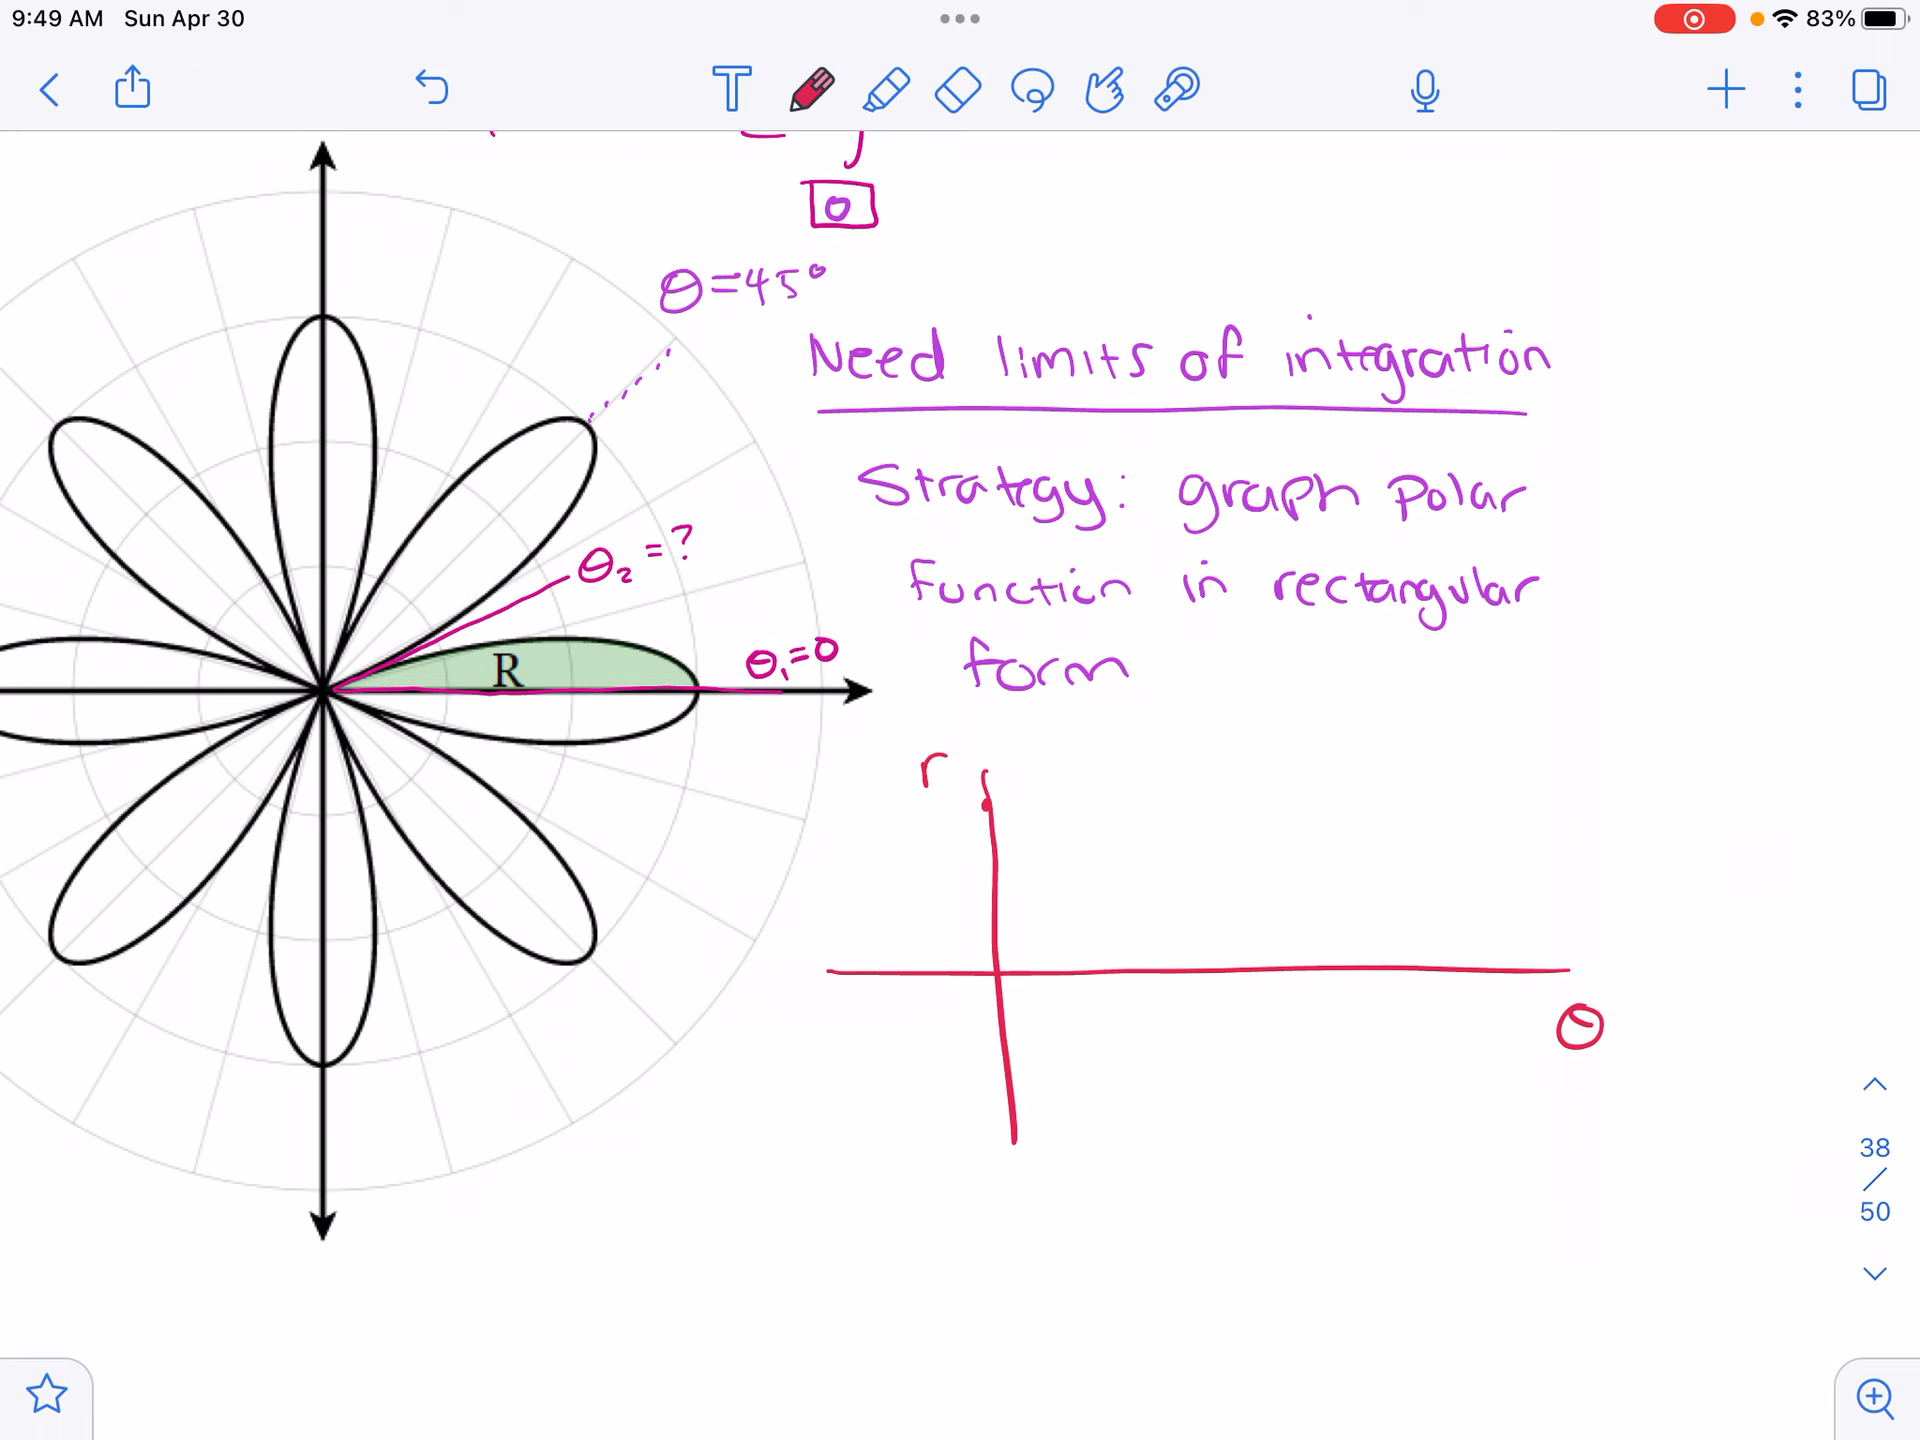 9:49 AM Sun Apr 30
83%
0
θ=45°
Need limits of integration
Strategy: graph polar
function in rectangular
form
θ₂ = ?
θ₁=0
R
r
θ
38
/
50